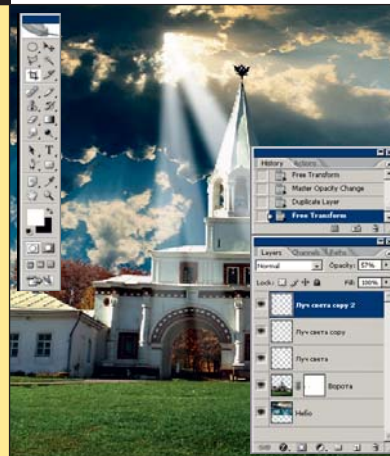 History
Actions
Free Transform
Master Opacity Change
Duplicate Layer
Free Transform
Layers
Channels
Paths
Normal
Opacity: 57%
Lock:
Fill: 100%
Луч света copy 2
Луч света copy
Луч света
Ворота
Небо